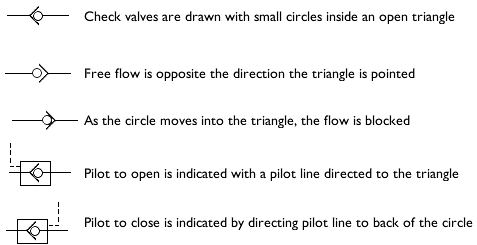 Check valves are drawn with small circles inside an open triangle
Free flow is opposite the direction the triangle is pointed
As the circle moves into the triangle, the flow is blocked
Pilot to open is indicated with a pilot line directed to the triangle
Pilot to close is indicated by directing pilot line to back of the circle